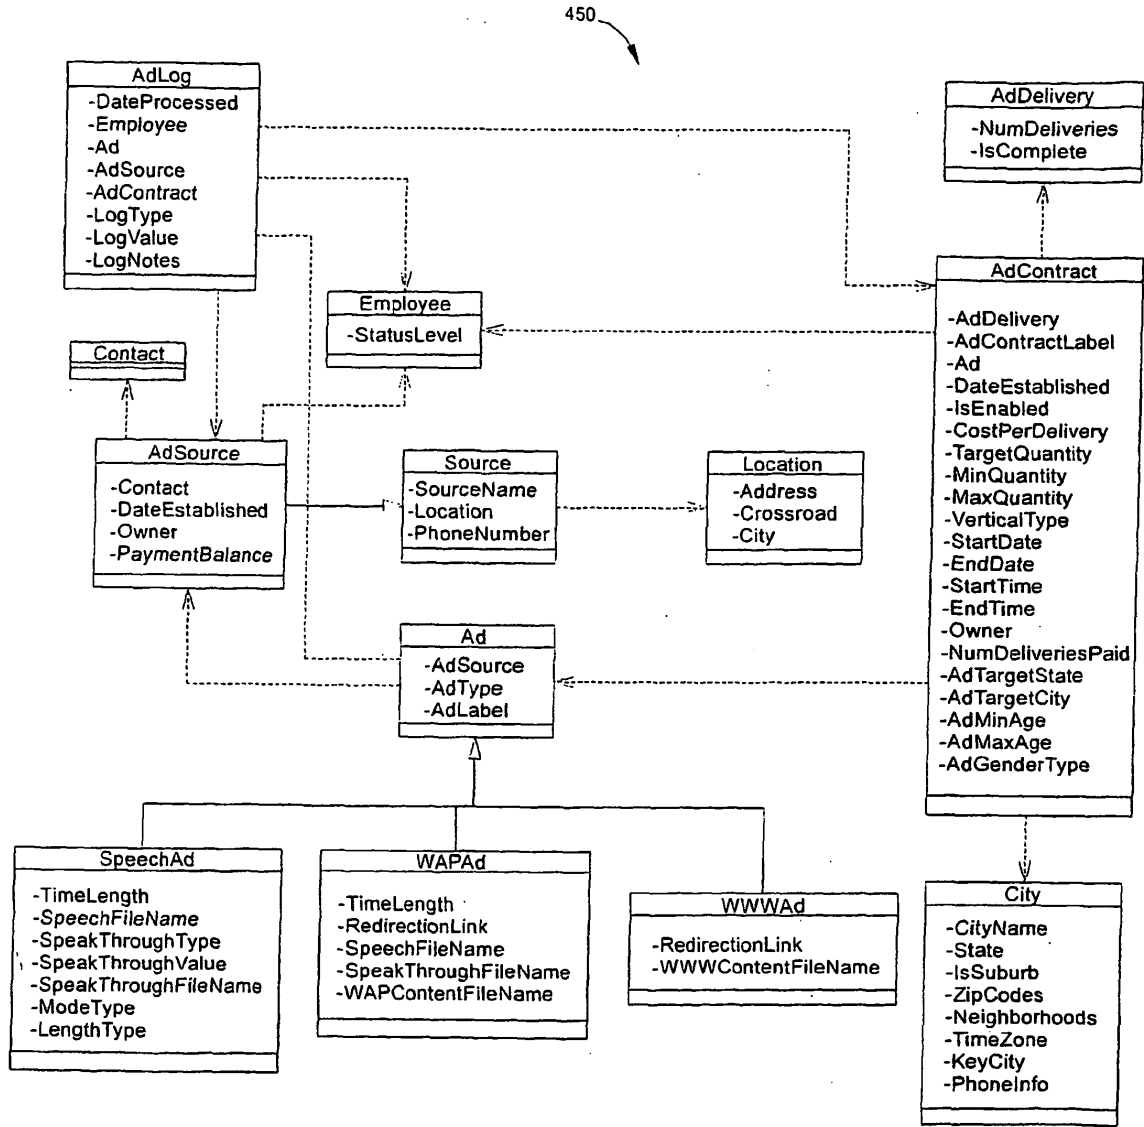 450
AdLog
-DateProcessed
-Employee
-Ad
-AdSource
-AdContract
-LogType
-LogValue
-LogNotes
AdDelivery
-NumDeliveries
-IsComplete
Employee
-StatusLevel
Contact
AdContract
-AdDelivery
-AdContractLabel
-Ad
-DateEstablished
-IsEnabled
-CostPerDelivery
-TargetQuantity
-MinQuantity
-MaxQuantity
-VerticalType
-StartDate
-EndDate
-StartTime
-EndTime
-Owner
-NumDeliveriesPaid
-AdTargetState
-AdTargetCity
-AdMinAge
-AdMaxAge
-AdGenderType
AdSource
-Contact
-DateEstablished
-Owner
-PaymentBalance
Source
-SourceName
-Location
-PhoneNumber
Location
-Address
-Crossroad
-City
Ad
-AdSource
-AdType
-AdLabel
SpeechAd
-TimeLength
-SpeechFileName
-SpeakThroughType
-SpeakThroughValue
-SpeakThroughFileName
-ModeType
-LengthType
WAPAd
-TimeLength
-RedirectionLink
-SpeechFileName
-SpeakThroughFileName
-WAPContentFileName
WWWAd
-RedirectionLink
-WWWContentFileName
City
-CityName
-State
-IsSuburb
-ZipCodes
-Neighborhoods
-TimeZone
-KeyCity
-PhoneInfo